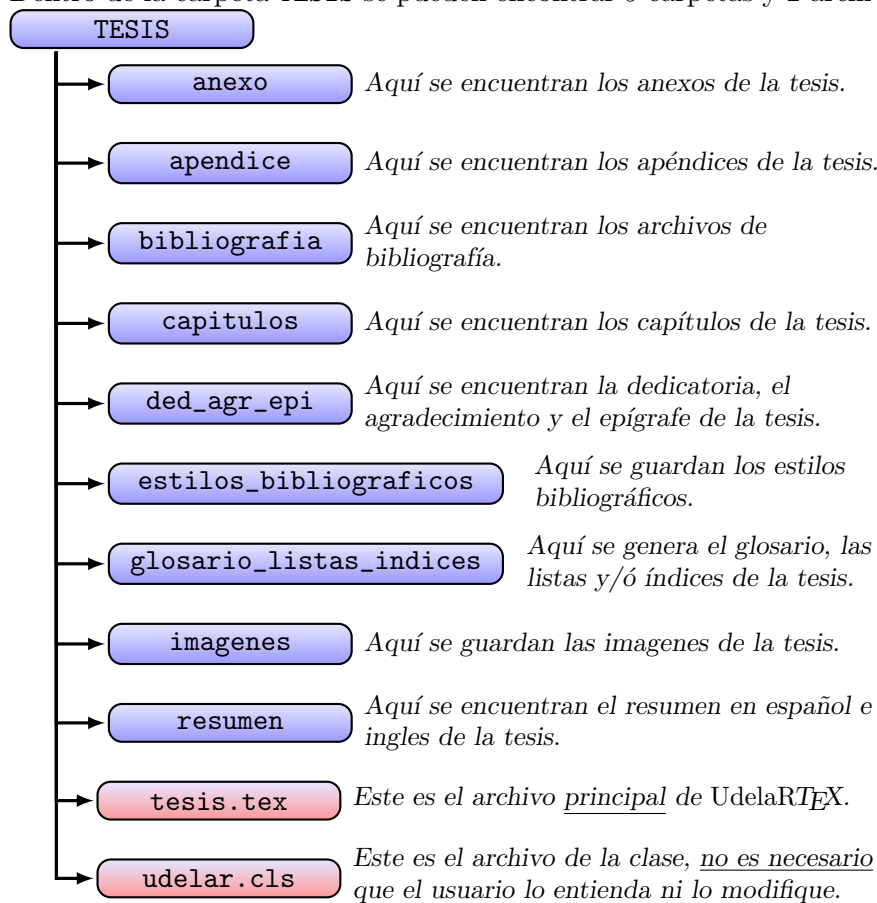 TESIS
anexo
Aquí se encuentran los anexos de la tesis.
apendice
Aquí se encuentran los apéndices de la tesis.
bibliografia
Aquí se encuentran los archivos de
bibliografía.
capitulos
Aquí se encuentran los capítulos de la tesis.
ded_agr_epi
Aquí se encuentran la dedicatoria, el
agradecimiento y el epígrafe de la tesis.
estilos_bibliograficos
Aquí se guardan los estilos
bibliográficos.
glosario_listas_indices
Aquí se genera el glosario, las
listas y/ó índices de la tesis.
imagenes
Aquí se guardan las imagenes de la tesis.
resumen
Aquí se encuentran el resumen en español e
ingles de la tesis.
tesis.tex
Este es el archivo principal de UdelaRTEX.
udelar.cls
Este es el archivo de la clase, no es necesario
que el usuario lo entienda ni lo modifique.